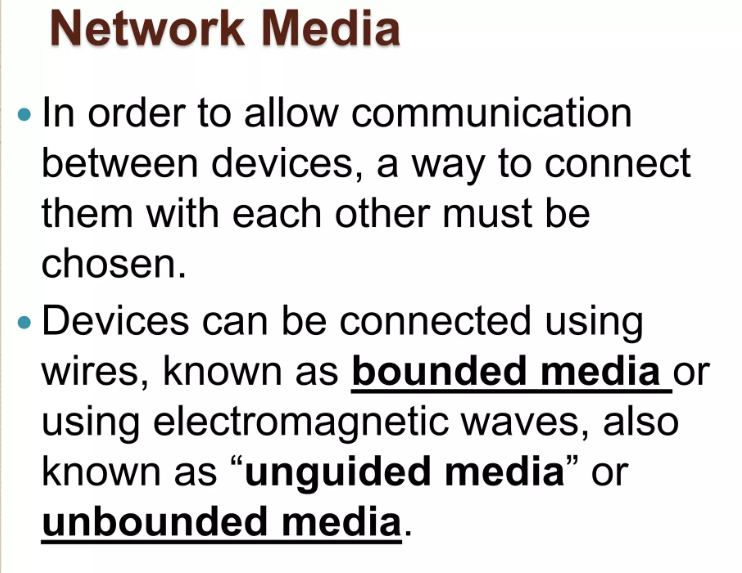 Network Media
• In order to allow communication
between devices, a way to connect
them with each other must be
chosen.
• Devices can be connected using
wires, known as bounded media or
using electromagnetic waves, also
known as “unguided media” or
unbounded media.